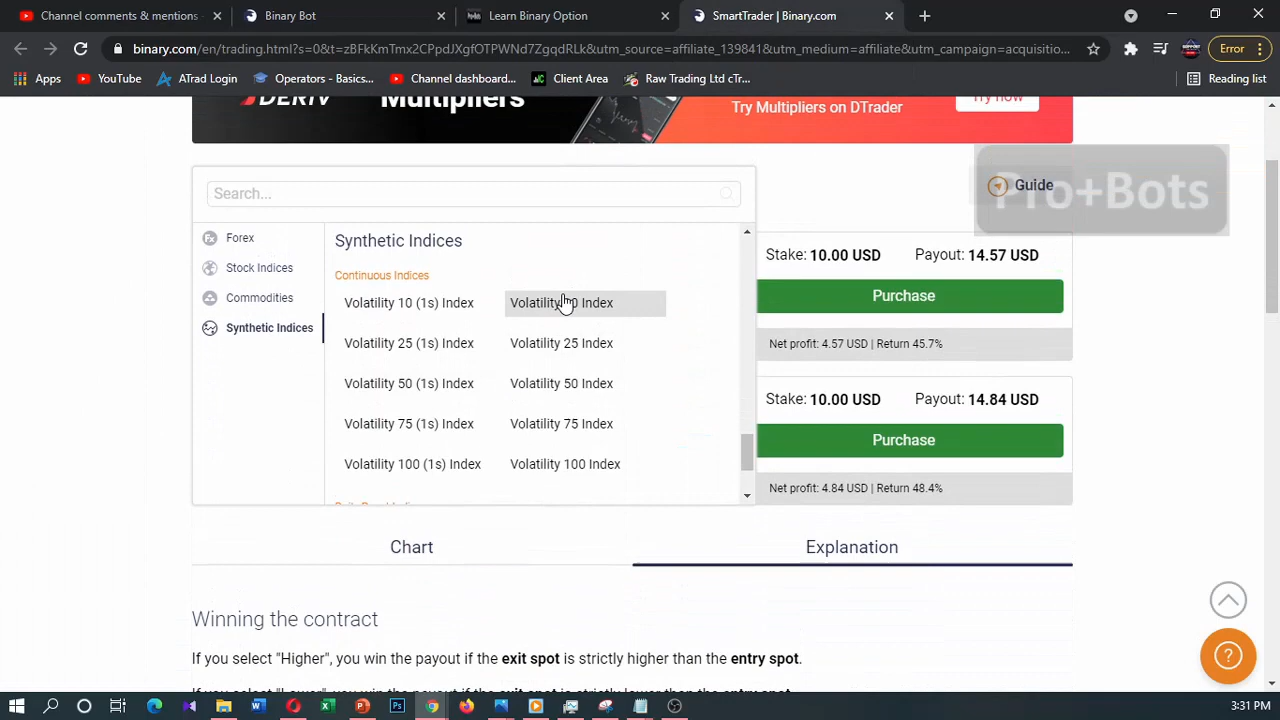 Channel comments & mentions
Binary Bot
Learn Binary Option
SmartTrader | Binary.com
binary.com/en/trading.html?s=0&t=zBFkKmTmx2CPpdJXgfOTPWNd7ZgqdRLk&utm_source=affiliate_139841&utm_medium=affiliate&utm_campaign=acquisitio...
Error
Apps
YouTube
ATrad Login
Operators - Basics...
Channel dashboard...
Client Area
Raw Trading Ltd cTr...
Reading list
DERIV
Multipliers
Try Multipliers on DTrader
Try now
Search...
Guide
Pro+Bots
Forex
Stock Indices
Commodities
Synthetic Indices
Synthetic Indices
Continuous Indices
Volatility 10 (1s) Index
Volatility 25 (1s) Index
Volatility 25 Index
Volatility 50 (1s) Index
Volatility 50 Index
Volatility 75 (1s) Index
Volatility 75 Index
Volatility 100 (1s) Index
Volatility 100 Index
Stake: 10.00 USD Payout: 14.57 USD
Purchase
Net profit: 4.57 USD | Return 45.7%
Stake: 10.00 USD Payout: 14.84 USD
Purchase
Net profit: 4.84 USD | Return 48.4%
Chart
Explanation
Winning the contract
If you select "Higher", you win the payout if the exit spot is strictly higher than the entry spot.
3:31 PM